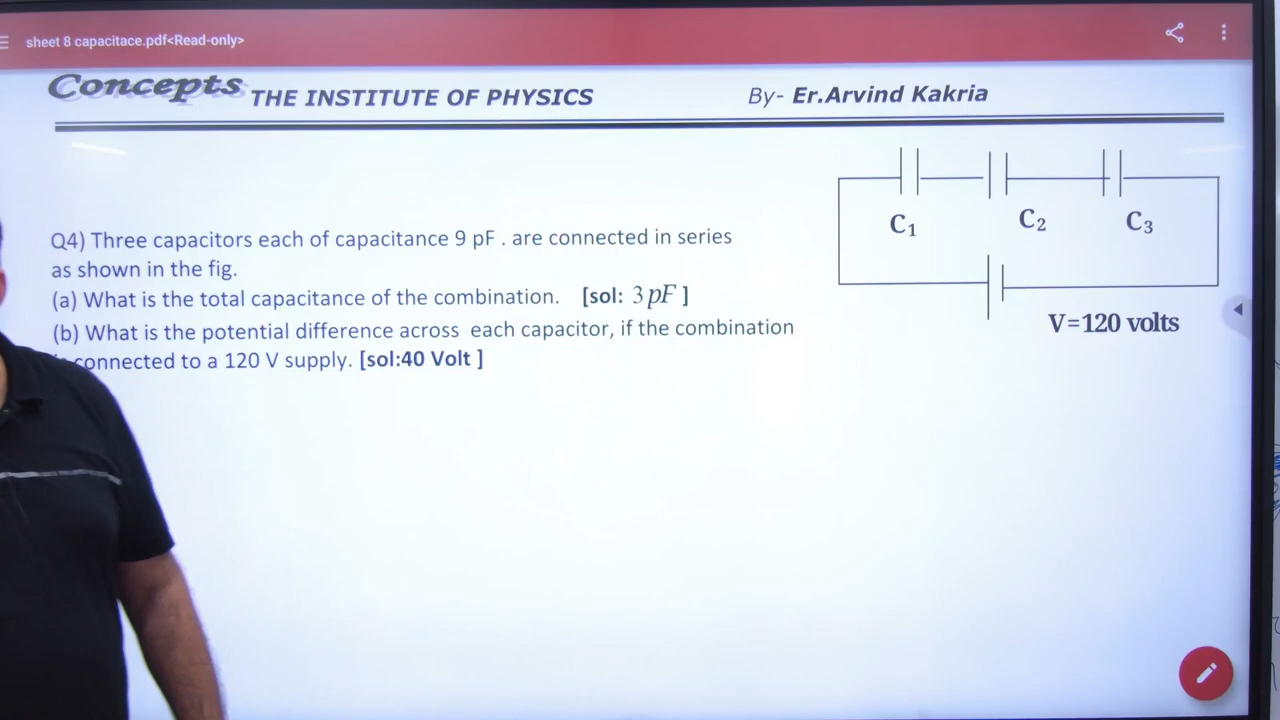 sheet 8 capacitace.pdf<Read-only>
Concepts THE INSTITUTE OF PHYSICS By- Er.Arvind Kakria
C1 C2 C3
V=120 volts
Q4) Three capacitors each of capacitance 9 pF . are connected in series
as shown in the fig.
(a) What is the total capacitance of the combination. [sol: 3 pF ]
(b) What is the potential difference across each capacitor, if the combination
connected to a 120 V supply. [sol:40 Volt ]